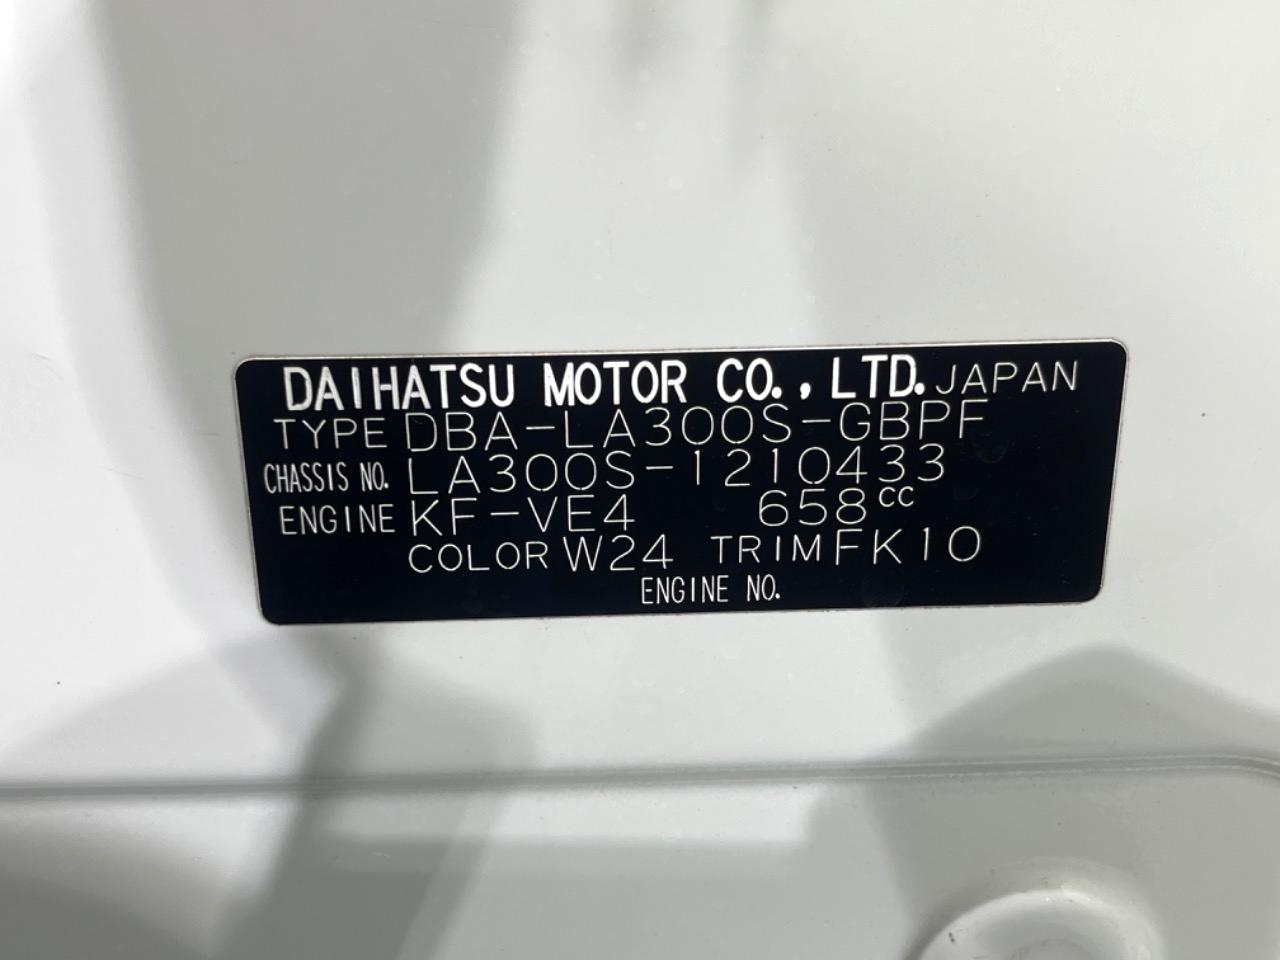 DAIHATSU MOTOR CO., LTD. JAPAN
TYPE DBA-LA300S-GBPF
CHASSIS NO. LA300S-1210433
ENGINE KF-VE4 658cc
COLOR W24 TRIM FK10
ENGINE NO.